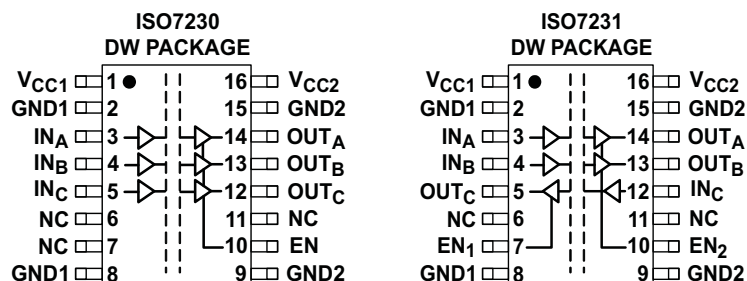 ISO7230
DW PACKAGE
VCC1 1 16 VCC2
GND1 2 15 GND2
INA 3 14 OUTA
INB 4 13 OUTB
INC 5 12 OUTC
NC 6 11 NC
NC 7 10 EN
GND1 8 9 GND2
ISO7231
DW PACKAGE
VCC1 1 16 VCC2
GND1 2 15 GND2
INA 3 14 OUTA
INB 4 13 OUTB
OUTC 5 12 INC
NC 6 11 NC
EN1 7 10 EN2
GND1 8 9 GND2